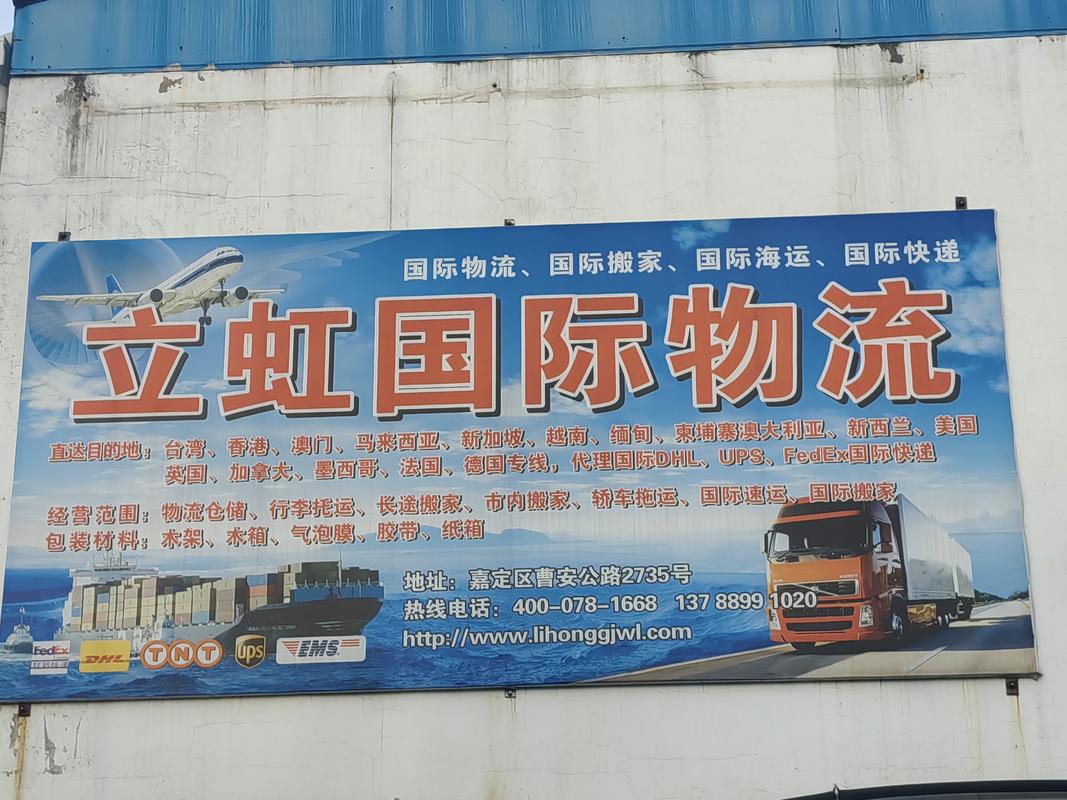 国际物流、国际搬家、国际海运、国际快递
立虹国际物流
直达目的地：台湾、香港、澳门、马来西亚、新加坡、越南、缅甸、柬埔寨澳大利亚、新西兰、美国
英国、加拿大、墨西哥、法国、德国专线，代理国际DHL、UPS、FedEx国际快递
经营范围：物流仓储、行李托运、长途搬家、市内搬家、轿车拖运、国际速运、国际搬家
包装材料：木架、木箱、气泡膜、胶带、纸箱
地址：嘉定区曹安公路2735号
热线电话：400-078-1668 137 8899 1020
http://www.lihonggjwl.com
FedEx
DHL
TNT
ups
EMS